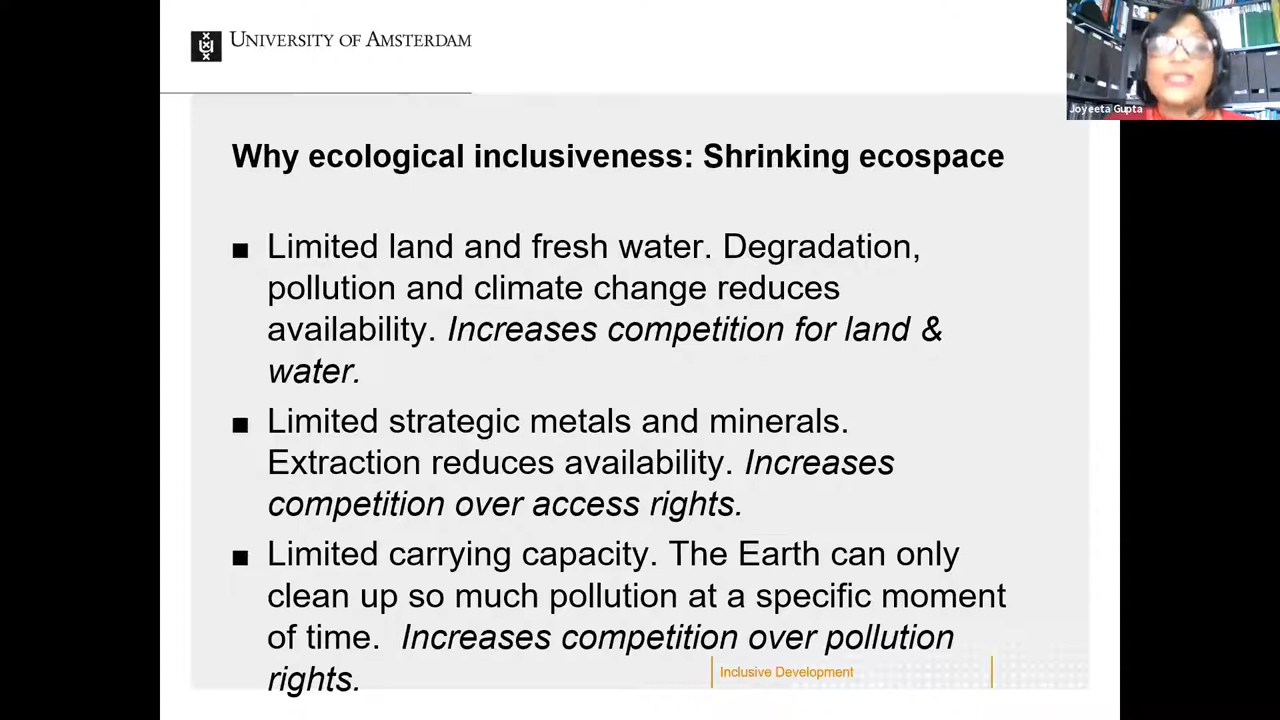 UNIVERSITY OF AMSTERDAM
Joyeeta Gupta
Why ecological inclusiveness: Shrinking ecospace
■ Limited land and fresh water. Degradation,
pollution and climate change reduces
availability. Increases competition for land &
water.
■ Limited strategic metals and minerals.
Extraction reduces availability. Increases
competition over access rights.
■ Limited carrying capacity. The Earth can only
clean up so much pollution at a specific moment
of time. Increases competition over pollution
rights.
Inclusive Development